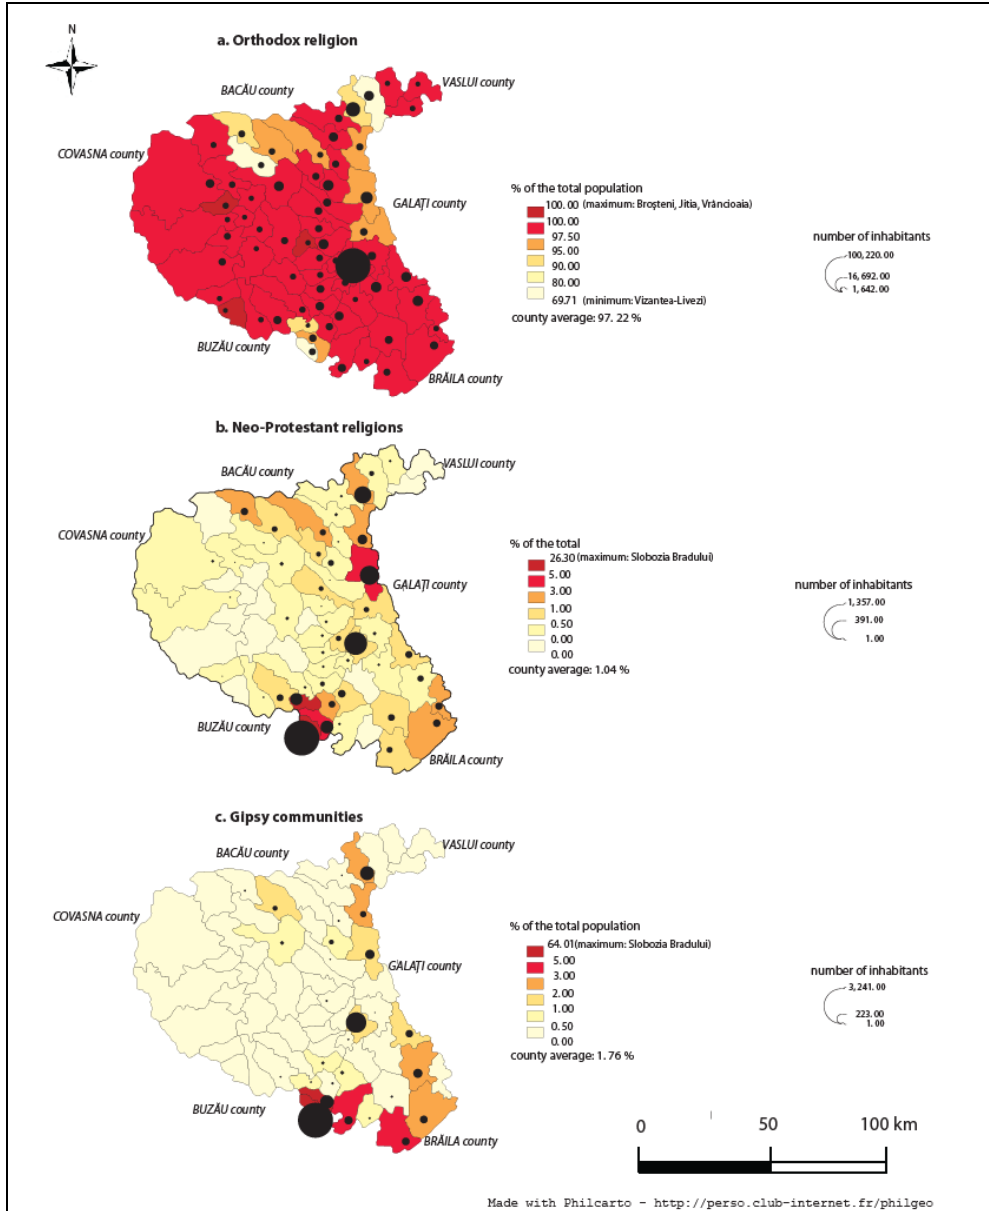 N
a. Orthodox religion
VASLUI county
BACĂU county
COVASNA county
GALAŢI county
BUZĂU county
BRĂILA county
% of the total population
100. 00 (maximum: Broşteni, Jitia, Vrâncioaia)
100. 00
97. 50
95. 00
90. 00
80. 00
69.71 (minimum: Vizantea-Livezi)
county average: 97. 22 %
number of inhabitants
100, 220. 00
16, 692. 00
1, 642. 00
b. Neo-Protestant religions
VASLUI county
BACĂU county
COVASNA county
GALAŢI county
BUZĂU county
BRĂILA county
% of the total
26.30 (maximum: Slobozia Bradului)
5. 00
3. 00
1. 00
0. 50
0. 00
0. 00
county average: 1.04 %
number of inhabitants
1, 357. 00
391. 00
1. 00
c. Gipsy communities
VASLUI county
BACĂU county
COVASNA county
GALAŢI county
BUZĂU county
BRĂILA county
% of the total population
64. 01(maximum: Slobozia Bradului)
5.00
3. 00
2. 00
1. 00
0. 50
0. 00
county average: 1. 76 %
number of inhabitants
3, 241. 00
223. 00
1. 00
0 50 100 km
Made with Philcarto - http://perso.club-internet.fr/philgeo